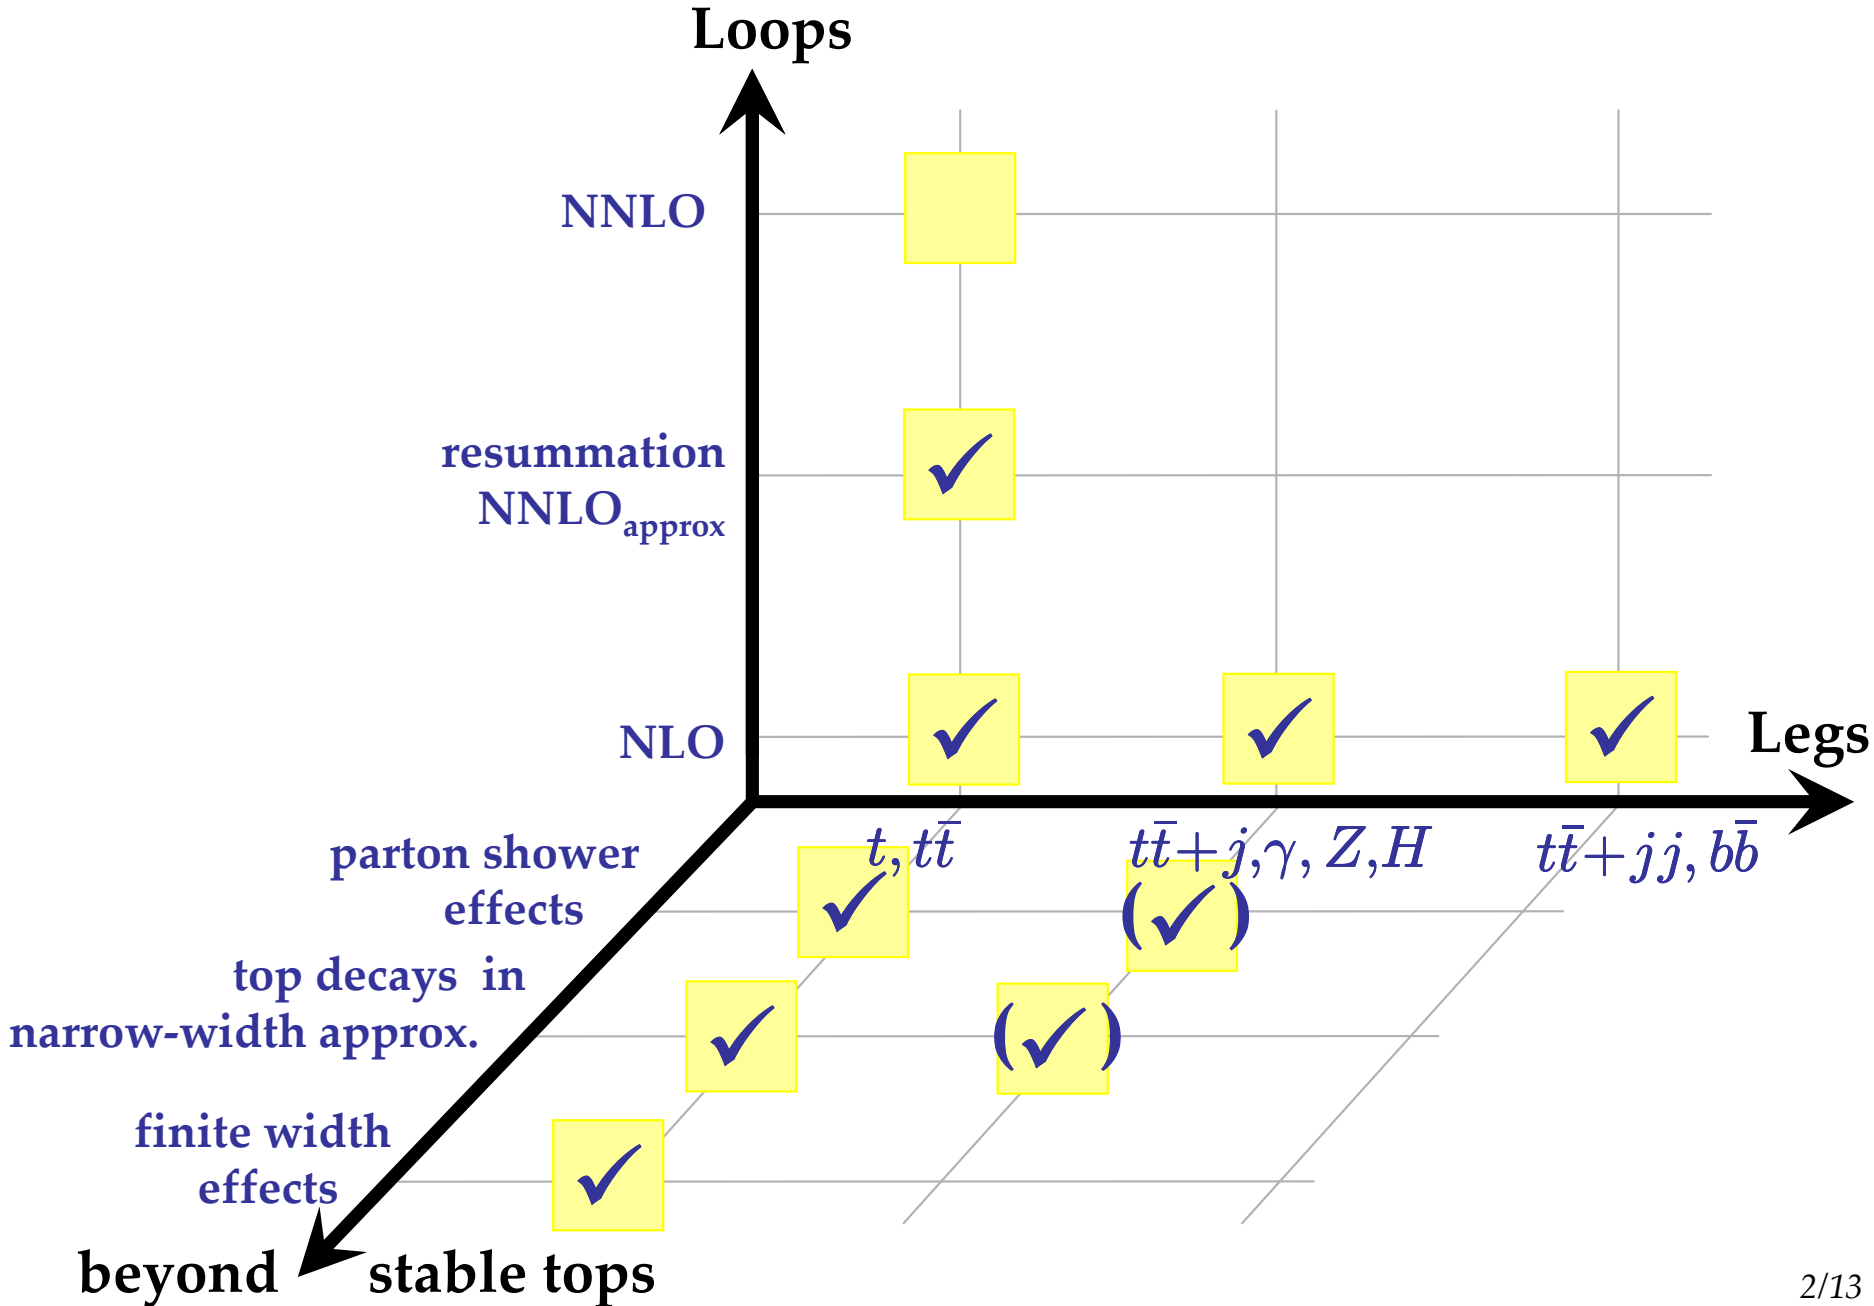 Loops
NNLO
resummation
NNLO_approx
✓
NLO
✓ ✓ ✓
Legs
t, tt̄
tt̄+j,γ, Z,H
tt̄+jj, bb̄
parton shower
effects
✓ (✓)
top decays in
narrow-width approx.
✓ (✓)
finite width
effects
✓
beyond stable tops
2/13